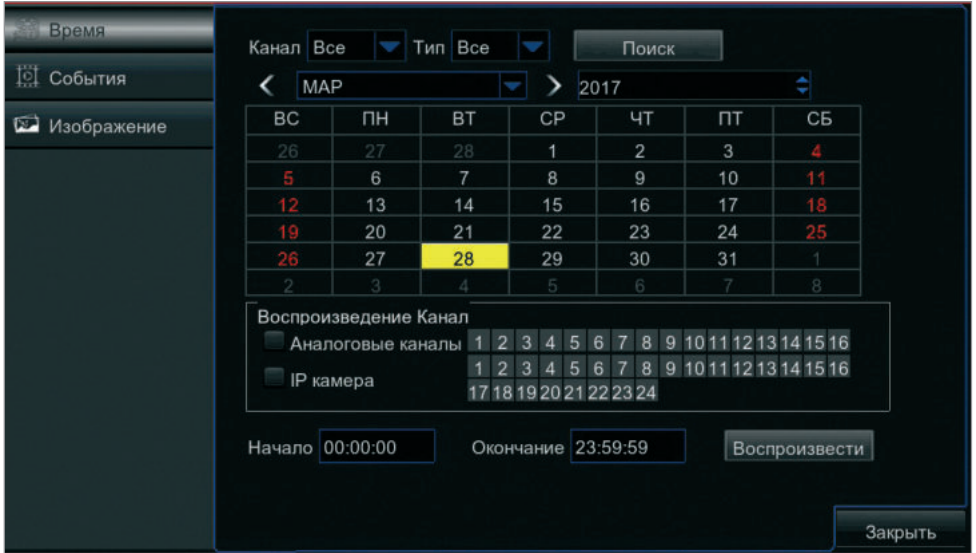 Время
События
Изображение
Канал Все Тип Все Поиск
МАР 2017
ВС ПН ВТ СР ЧТ ПТ СБ
26 27 28 1 2 3 4
5 6 7 8 9 10 11
12 13 14 15 16 17 18
19 20 21 22 23 24 25
26 27 28 29 30 31 1
2 3 4 5 6 7 8
Воспроизведение Канал
Аналоговые каналы 1 2 3 4 5 6 7 8 9 10 11 12 13 14 15 16
IP камера 1 2 3 4 5 6 7 8 9 10 11 12 13 14 15 16
17 18 19 20 21 22 23 24
Начало 00:00:00 Окончание 23:59:59 Воспроизвести
Закрыть